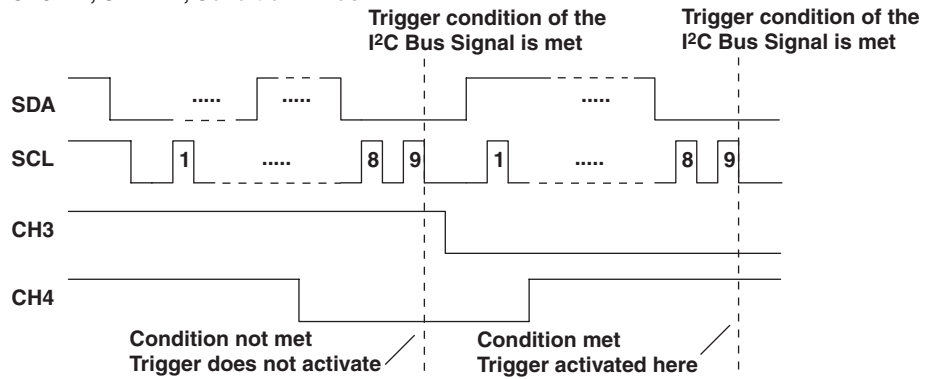 Trigger condition of the
I²C Bus Signal is met
Trigger condition of the
I²C Bus Signal is met
SDA
.....
.....
.....
SCL
1
.....
8
9
1
.....
8
9
CH3
CH4
Condition not met
Trigger does not activate
Condition met
Trigger activated here